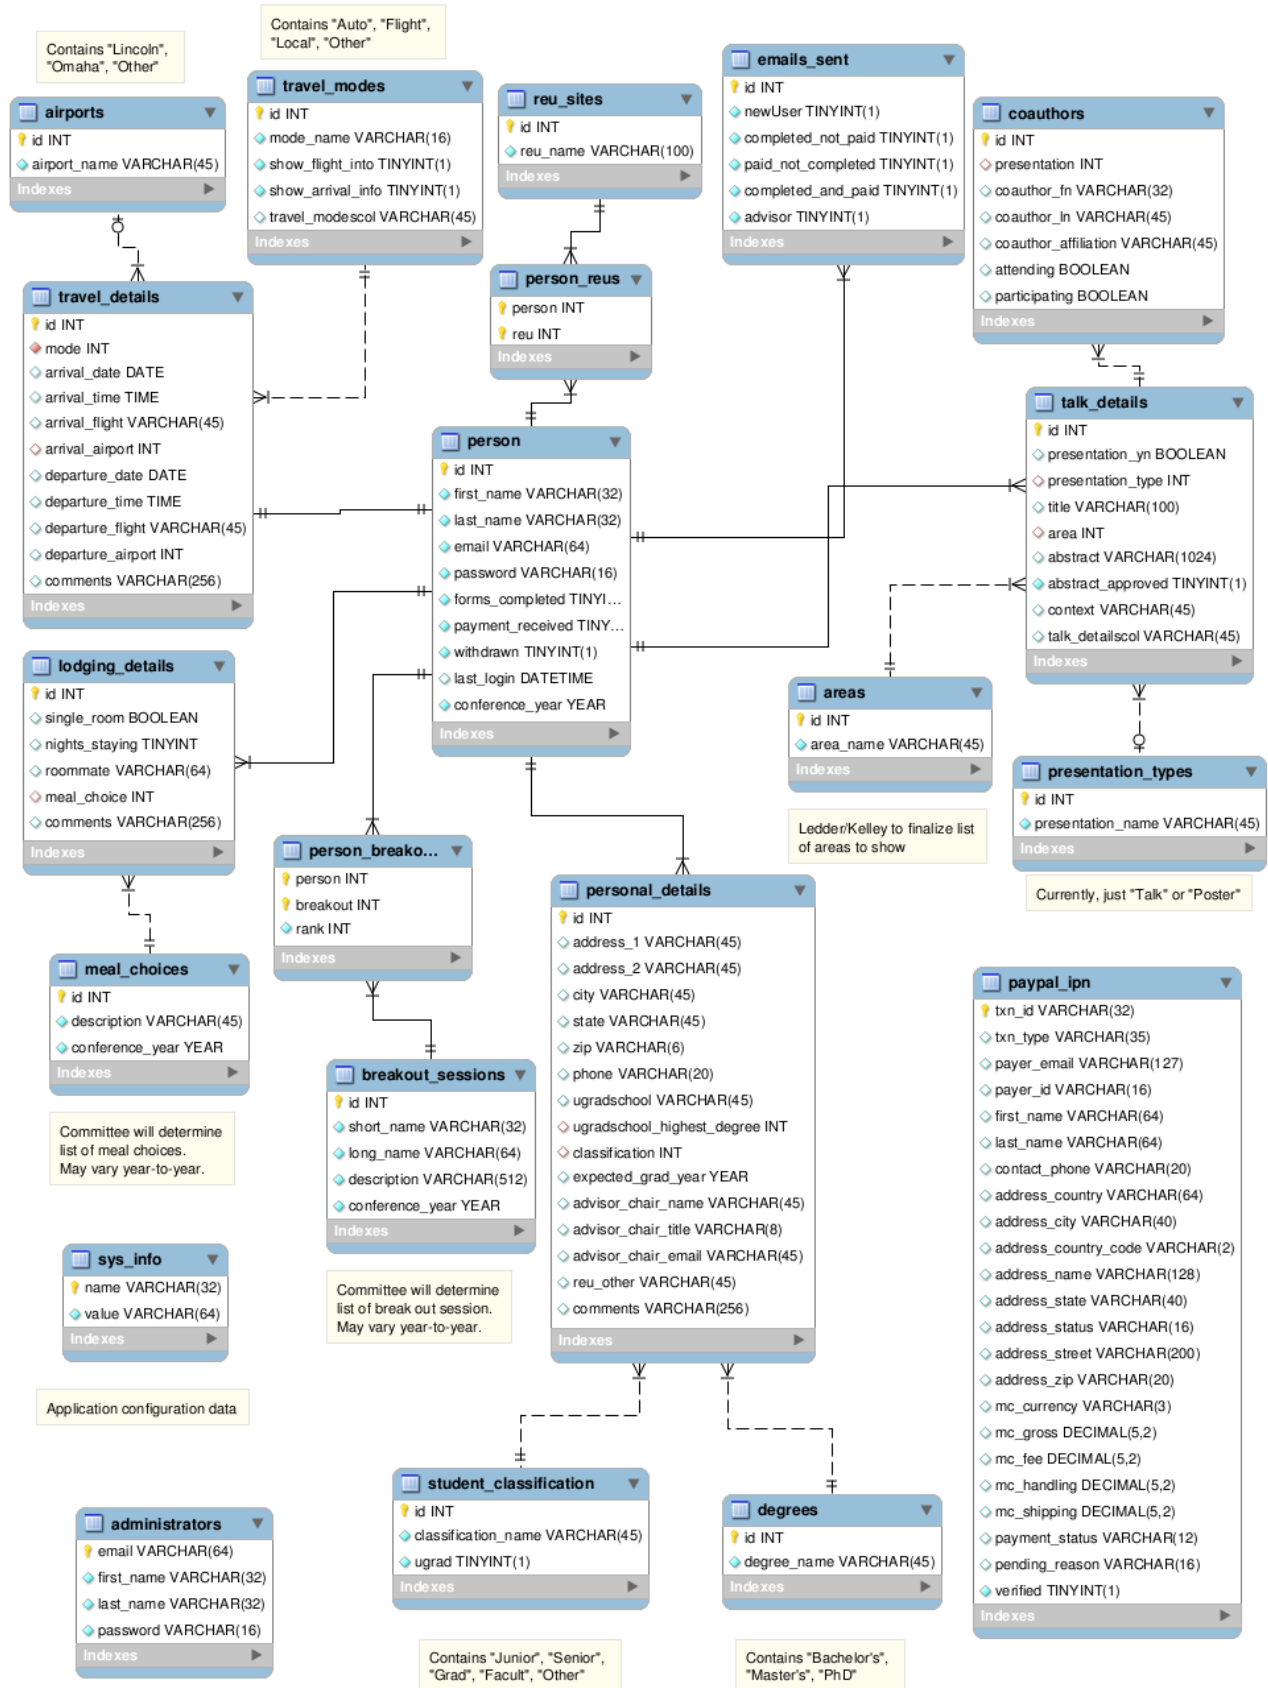 Contains "Lincoln",
"Omaha", "Other"
Contains "Auto", "Flight",
"Local", "Other"
airports
id INT
airport_name VARCHAR(45)
Indexes
travel_modes
id INT
mode_name VARCHAR(16)
show_flight_into TINYINT(1)
show_arrival_info TINYINT(1)
travel_modescol VARCHAR(45)
Indexes
reu_sites
id INT
reu_name VARCHAR(100)
Indexes
emails_sent
id INT
newUser TINYINT(1)
completed_not_paid TINYINT(1)
paid_not_completed TINYINT(1)
completed_and_paid TINYINT(1)
advisor TINYINT(1)
Indexes
coauthors
id INT
presentation INT
coauthor_fn VARCHAR(32)
coauthor_ln VARCHAR(45)
coauthor_affiliation VARCHAR(45)
attending BOOLEAN
participating BOOLEAN
Indexes
travel_details
id INT
mode INT
arrival_date DATE
arrival_time TIME
arrival_flight VARCHAR(45)
arrival_airport INT
departure_date DATE
departure_time TIME
departure_flight VARCHAR(45)
departure_airport INT
comments VARCHAR(256)
Indexes
person_reus
person INT
reu INT
Indexes
person
id INT
first_name VARCHAR(32)
last_name VARCHAR(32)
email VARCHAR(64)
password VARCHAR(16)
forms_completed TINYI...
payment_received TINY...
withdrawn TINYINT(1)
last_login DATETIME
conference_year YEAR
Indexes
talk_details
id INT
presentation_yn BOOLEAN
presentation_type INT
title VARCHAR(100)
area INT
abstract VARCHAR(1024)
abstract_approved TINYINT(1)
context VARCHAR(45)
talk_detailscol VARCHAR(45)
Indexes
lodging_details
id INT
single_room BOOLEAN
nights_staying TINYINT
roommate VARCHAR(64)
meal_choice INT
comments VARCHAR(256)
Indexes
areas
id INT
area_name VARCHAR(45)
Indexes
Ledder/Kelley to finalize list
of areas to show
presentation_types
id INT
presentation_name VARCHAR(45)
Indexes
Currently, just "Talk" or "Poster"
person_breako...
person INT
breakout INT
rank INT
Indexes
meal_choices
id INT
description VARCHAR(45)
conference_year YEAR
Indexes
Committee will determine
list of meal choices.
May vary year-to-year.
breakout_sessions
id INT
short_name VARCHAR(32)
long_name VARCHAR(64)
description VARCHAR(512)
conference_year YEAR
Indexes
Committee will determine
list of break out session.
May vary year-to-year.
personal_details
id INT
address_1 VARCHAR(45)
address_2 VARCHAR(45)
city VARCHAR(45)
state VARCHAR(45)
zip VARCHAR(6)
phone VARCHAR(20)
ugradschool VARCHAR(45)
ugradschool_highest_degree INT
classification INT
expected_grad_year YEAR
advisor_chair_name VARCHAR(45)
advisor_chair_title VARCHAR(8)
advisor_chair_email VARCHAR(45)
reu_other VARCHAR(45)
comments VARCHAR(256)
Indexes
paypal_ipn
txn_id VARCHAR(32)
txn_type VARCHAR(35)
payer_email VARCHAR(127)
payer_id VARCHAR(16)
first_name VARCHAR(64)
last_name VARCHAR(64)
contact_phone VARCHAR(20)
address_country VARCHAR(64)
address_city VARCHAR(40)
address_country_code VARCHAR(2)
address_name VARCHAR(128)
address_state VARCHAR(40)
address_status VARCHAR(16)
address_street VARCHAR(200)
address_zip VARCHAR(20)
mc_currency VARCHAR(3)
mc_gross DECIMAL(5,2)
mc_fee DECIMAL(5,2)
mc_handling DECIMAL(5,2)
mc_shipping DECIMAL(5,2)
payment_status VARCHAR(12)
pending_reason VARCHAR(16)
verified TINYINT(1)
Indexes
sys_info
name VARCHAR(32)
value VARCHAR(64)
Indexes
Application configuration data
administrators
email VARCHAR(64)
first_name VARCHAR(32)
last_name VARCHAR(32)
password VARCHAR(16)
Indexes
student_classification
id INT
classification_name VARCHAR(45)
ugrad TINYINT(1)
Indexes
Contains "Junior", "Senior",
"Grad", "Facult", "Other"
degrees
id INT
degree_name VARCHAR(45)
Indexes
Contains "Bachelor's",
"Master's", "PhD"